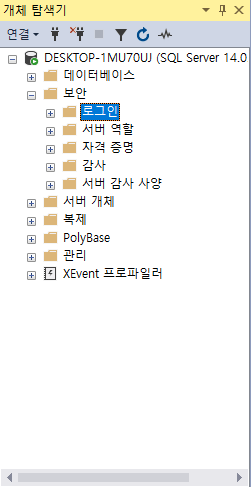 개체 탐색기
연결
DESKTOP-1MU70UJ (SQL Server 14.0
데이터베이스
보안
로그인
서버 역할
자격 증명
감사
서버 감사 사양
서버 개체
복제
PolyBase
관리
XEvent 프로파일러